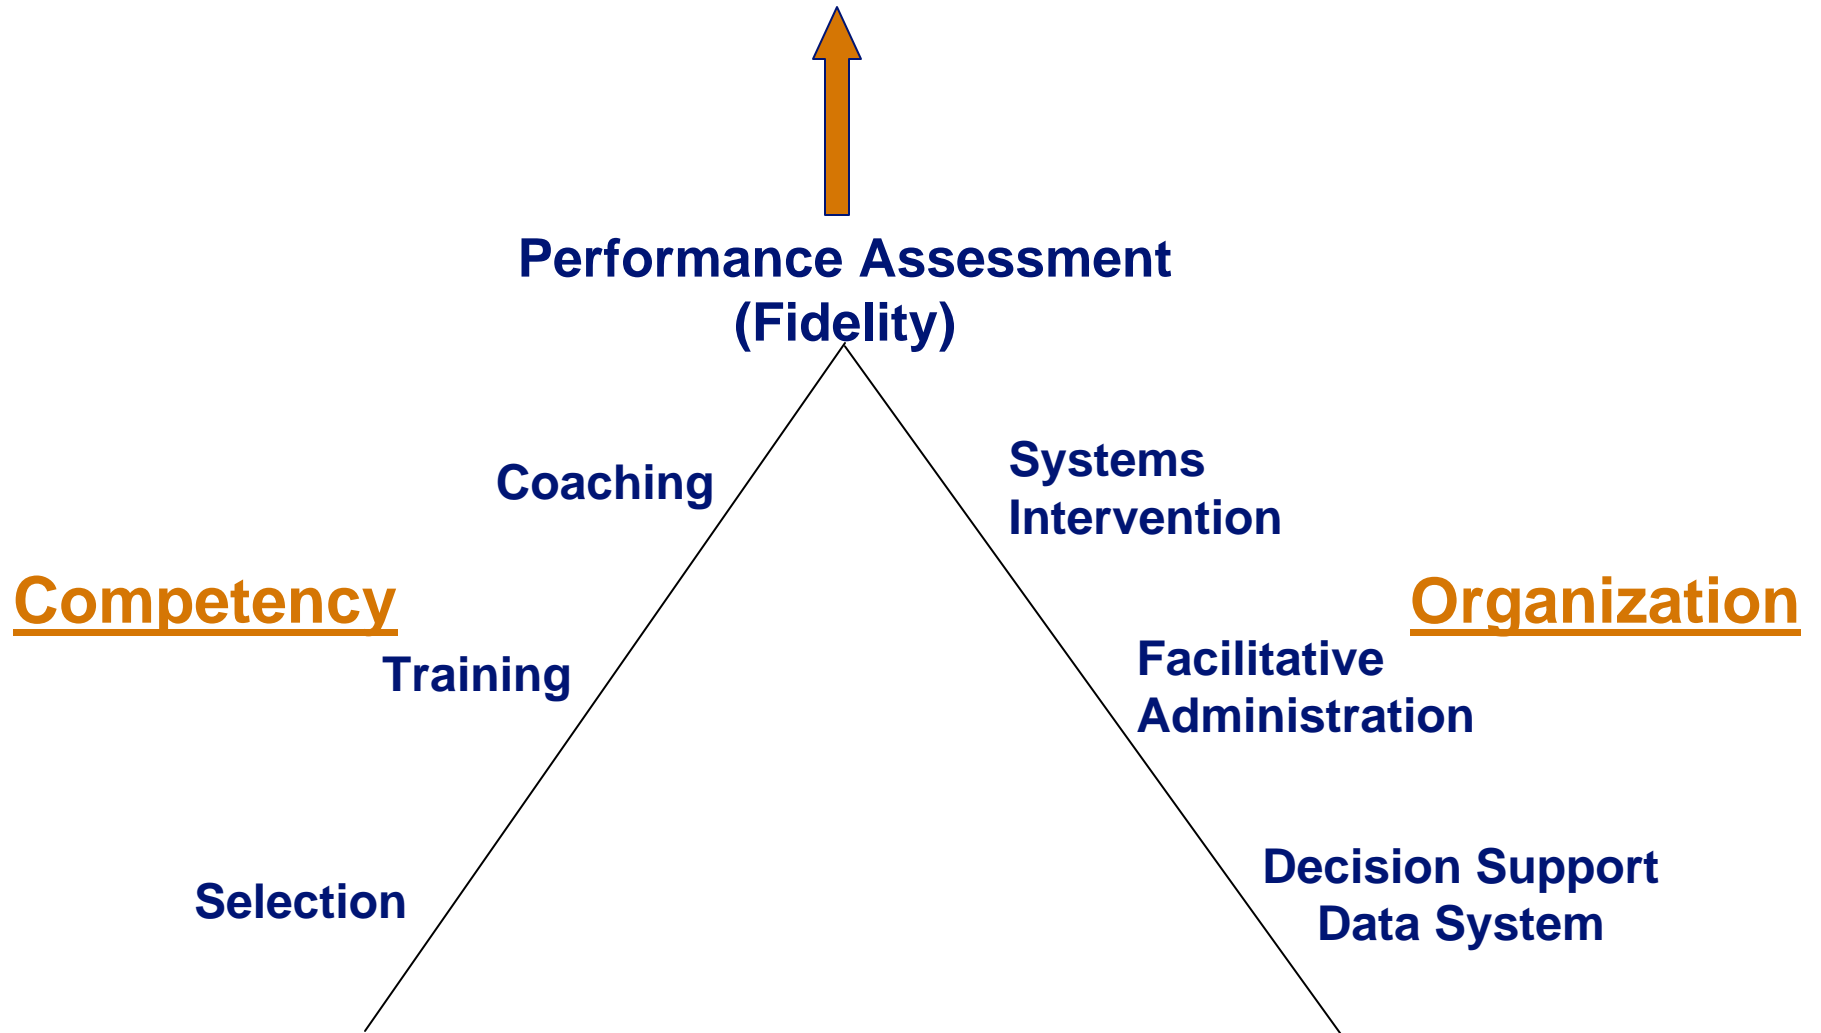 Performance Assessment
(Fidelity)
Coaching
Systems
Intervention
Competency
Organization
Training
Facilitative
Administration
Selection
Decision Support
Data System